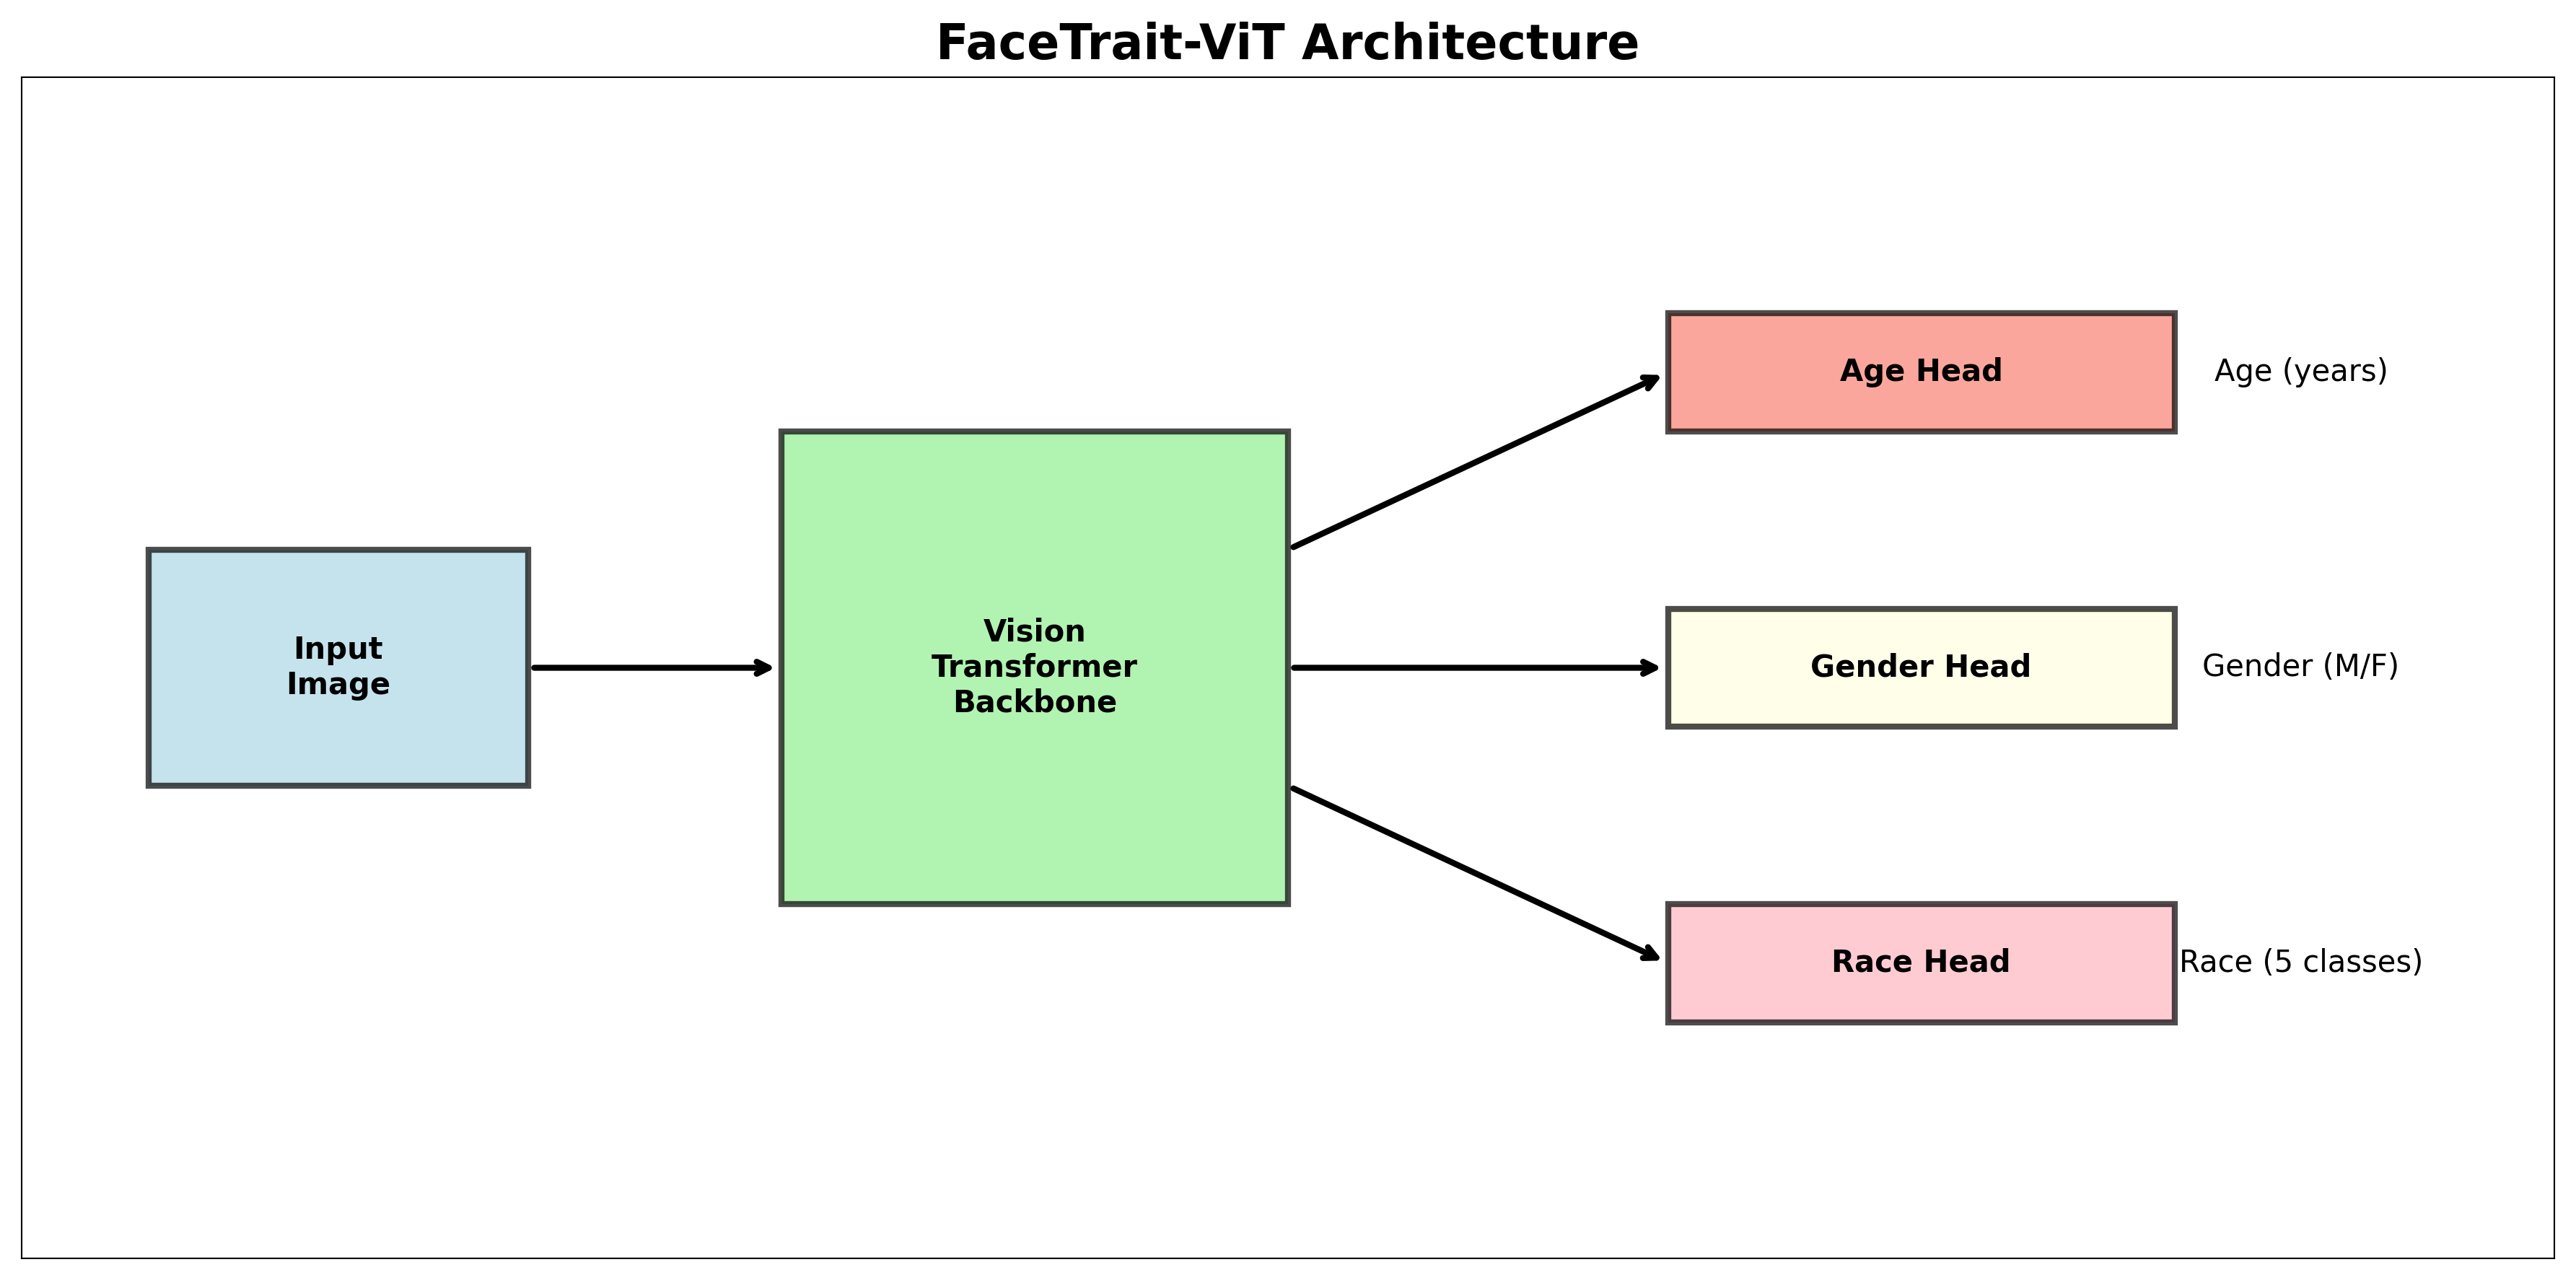 FaceTrait-ViT Architecture
Input
Image
Vision
Transformer
Backbone
Age Head
Age (years)
Gender Head
Gender (M/F)
Race Head
Race (5 classes)